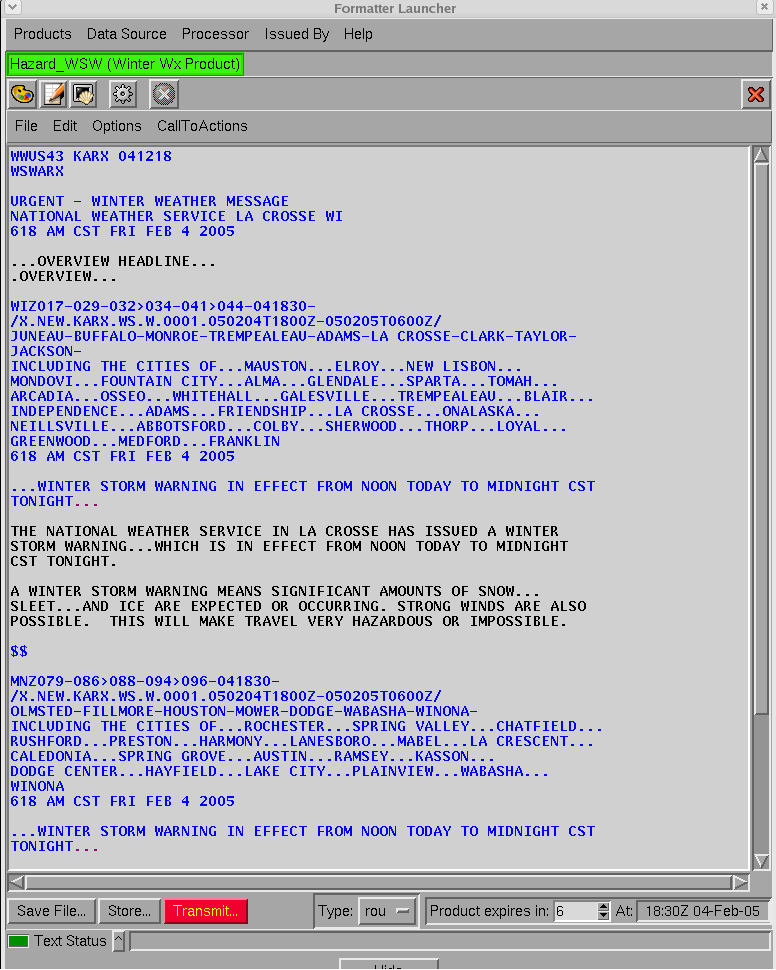 Formatter Launcher
Products Data Source Processor Issued By Help
Hazard_WSW (Winter Wx Product)
File Edit Options CallToActions
WWUS43 KARX 041218
WSWARX
URGENT - WINTER WEATHER MESSAGE
NATIONAL WEATHER SERVICE LA CROSSE WI
618 AM CST FRI FEB 4 2005
...OVERVIEW HEADLINE...
.OVERVIEW...
WIZ017-029-032>034-041>044-041830-
/X.NEW.KARX.WS.W.0001.050204T1800Z-050205T0600Z/
JUNEAU-BUFFALO-MONROE-TREMPEALEAU-ADAMS-LA CROSSE-CLARK-TAYLOR-
JACKSON-
INCLUDING THE CITIES OF...MAUSTON...ELROY...NEW LISBON...
MONDOVI...FOUNTAIN CITY...ALMA...GLENDALE...SPARTA...TOMAH...
ARCADIA...OSSEO...WHITEHALL...GALESVILLE...TREMPEALEAU...BLAIR...
INDEPENDENCE...ADAMS...FRIENDSHIP...LA CROSSE...ONALASKA...
NEILLSVILLE...ABBOTSFORD...COLBY...SHERWOOD...THORP...LOYAL...
GREENWOOD...MEDFORD...FRANKLIN
618 AM CST FRI FEB 4 2005
...WINTER STORM WARNING IN EFFECT FROM NOON TODAY TO MIDNIGHT CST
TONIGHT...
THE NATIONAL WEATHER SERVICE IN LA CROSSE HAS ISSUED A WINTER
STORM WARNING...WHICH IS IN EFFECT FROM NOON TODAY TO MIDNIGHT
CST TONIGHT.
A WINTER STORM WARNING MEANS SIGNIFICANT AMOUNTS OF SNOW...
SLEET...AND ICE ARE EXPECTED OR OCCURRING. STRONG WINDS ARE ALSO
POSSIBLE.  THIS WILL MAKE TRAVEL VERY HAZARDOUS OR IMPOSSIBLE.
$$
MNZ079-086>088-094>096-041830-
/X.NEW.KARX.WS.W.0001.050204T1800Z-050205T0600Z/
OLMSTED-FILLMORE-HOUSTON-MOWER-DODGE-WABASHA-WINONA-
INCLUDING THE CITIES OF...ROCHESTER...SPRING VALLEY...CHATFIELD...
RUSHFORD...PRESTON...HARMONY...LANESBORO...MABEL...LA CRESCENT...
CALEDONIA...SPRING GROVE...AUSTIN...RAMSEY...KASSON...
DODGE CENTER...HAYFIELD...LAKE CITY...PLAINVIEW...WABASHA...
WINONA
618 AM CST FRI FEB 4 2005
...WINTER STORM WARNING IN EFFECT FROM NOON TODAY TO MIDNIGHT CST
TONIGHT...
Save File... Store... Transmit... Type: rou Product expires in: 6 At: 18:30Z 04-Feb-05
Text Status
Hide